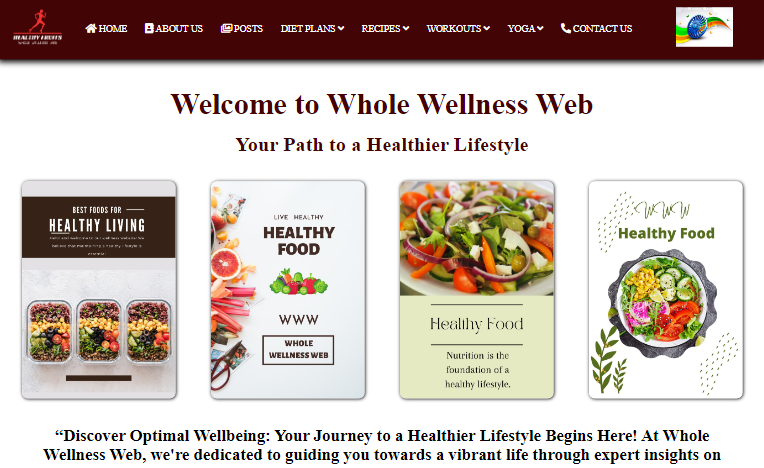 HEALTHY FRUITS
WHOLE WELLNESS WEB
HOME
ABOUT US
POSTS
DIET PLANS
RECIPES
WORKOUTS
YOGA
CONTACT US
Welcome to Whole Wellness Web
Your Path to a Healthier Lifestyle
BEST FOODS FOR
HEALTHY LIVING
LIVE HEALTHY
HEALTHY
FOOD
WWW
WHOLE
WELLNESS WEB
Healthy Food
Nutrition is the
foundation of a
healthy lifestyle.
WWW
Healthy Food
“Discover Optimal Wellbeing: Your Journey to a Healthier Lifestyle Begins Here! At Whole
Wellness Web, we're dedicated to guiding you towards a vibrant life through expert insights on